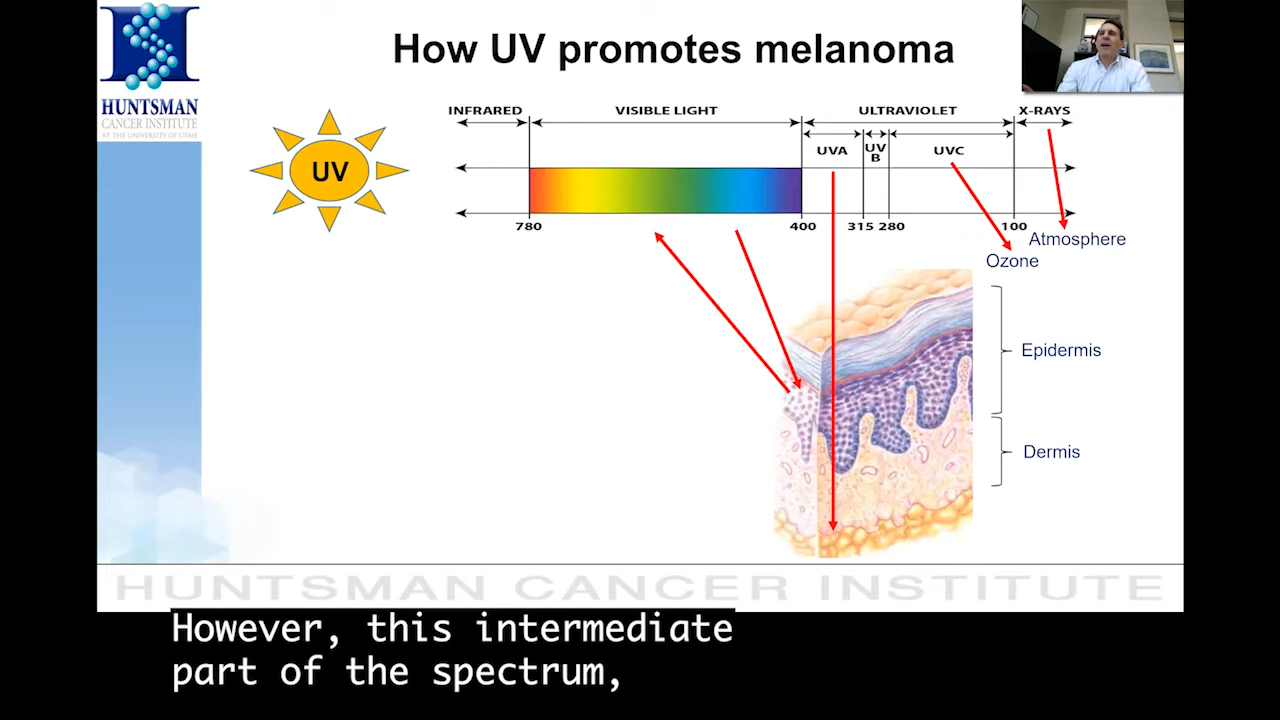 HUNTSMAN
CANCER INSTITUTE
AT THE UNIVERSITY OF UTAH
How UV promotes melanoma
UV
INFRARED
VISIBLE LIGHT
ULTRAVIOLET
X-RAYS
UVA
UV
B
UVC
780
400
315
280
100
Atmosphere
Ozone
Epidermis
Dermis
HUNTSMAN CANCER INSTITUTE
However, this intermediate
part of the spectrum,